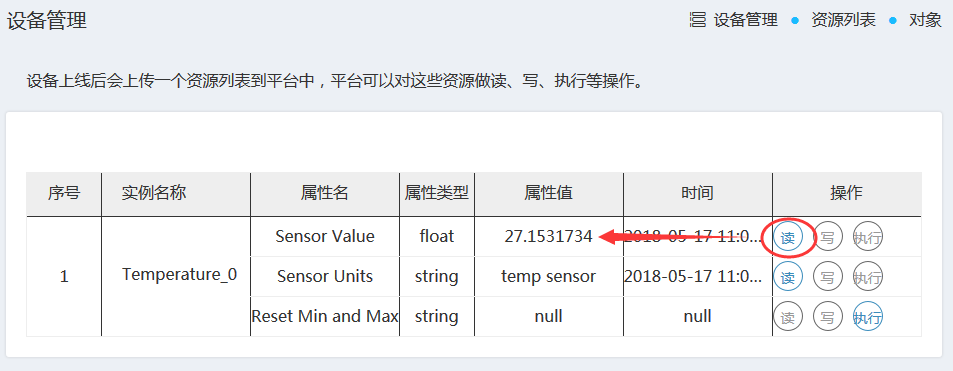 设备管理
设备管理 资源列表 对象
设备上线后会上传一个资源列表到平台中，平台可以对这些资源做读、写、执行等操作。
序号 实例名称 属性名 属性类型 属性值 时间 操作
Sensor Value float 27.1531734 2018-05-17 11:0... 读 写 执行
1 Temperature_0 Sensor Units string temp sensor 2018-05-17 11:0... 读 写 执行
Reset Min and Max string null null 读 写 执行